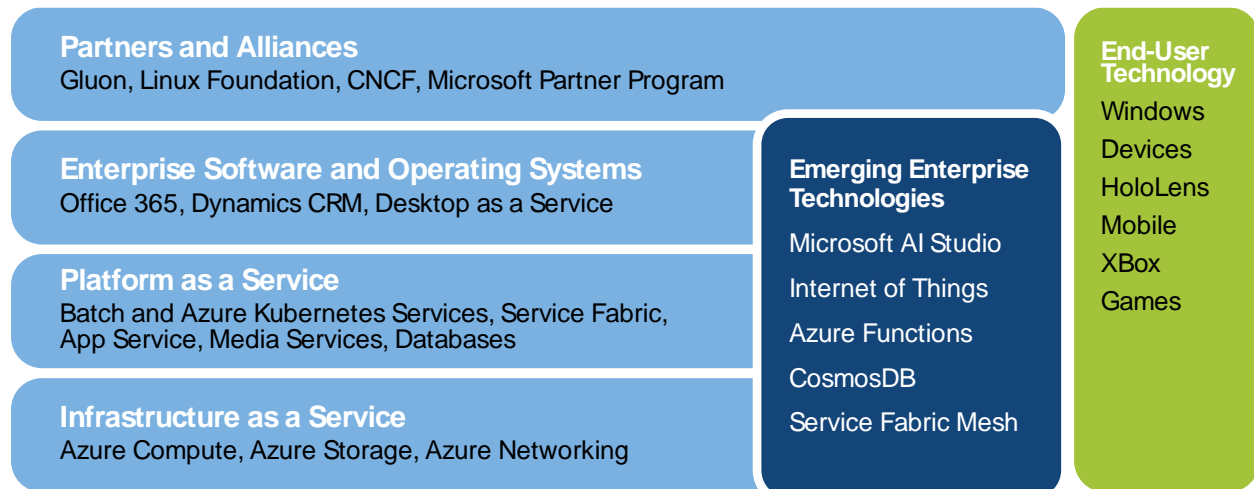 Partners and Alliances
Gluon, Linux Foundation, CNCF, Microsoft Partner Program
Enterprise Software and Operating Systems
Office 365, Dynamics CRM, Desktop as a Service
Platform as a Service
Batch and Azure Kubernetes Services, Service Fabric,
App Service, Media Services, Databases
Infrastructure as a Service
Azure Compute, Azure Storage, Azure Networking
Emerging Enterprise
Technologies
Microsoft AI Studio
Internet of Things
Azure Functions
CosmosDB
Service Fabric Mesh
End-User
Technology
Windows
Devices
HoloLens
Mobile
XBox
Games